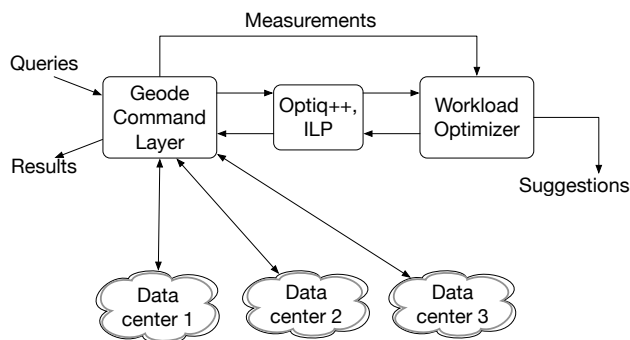 Measurements
Queries
Geode
Command
Layer
Optiq++,
ILP
Workload
Optimizer
Results
Suggestions
Data
center 1
Data
center 2
Data
center 3